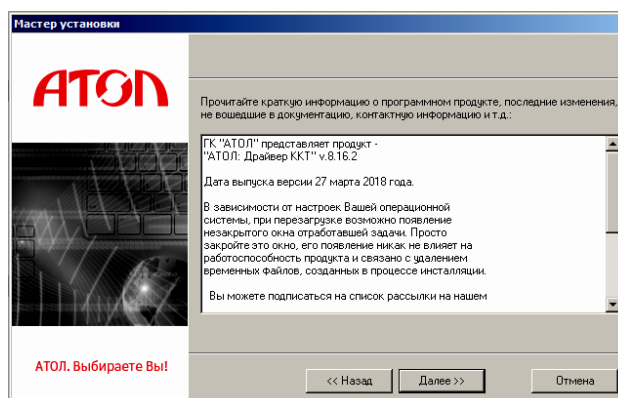 Мастер установки
АТОЛ
Прочитайте краткую информацию о программном продукте, последние изменения,
не вошедшие в документацию, контактную информацию и т.д.:
ГК "АТОЛ" представляет продукт -
"АТОЛ: Драйвер ККТ" v.8.16.2
Дата выпуска версии 27 марта 2018 года.
В зависимости от настроек Вашей операционной
системы, при перезагрузке возможно появление
незакрытого окна отработавшей задачи. Просто
закройте это окно, его появление никак не влияет на
работоспособность продукта и связано с удалением
временных файлов, созданных в процессе инсталляции.
Вы можете подписаться на список рассылки на нашем
АТОЛ. Выбираете Вы!
<< Назад
Далее >>
Отмена